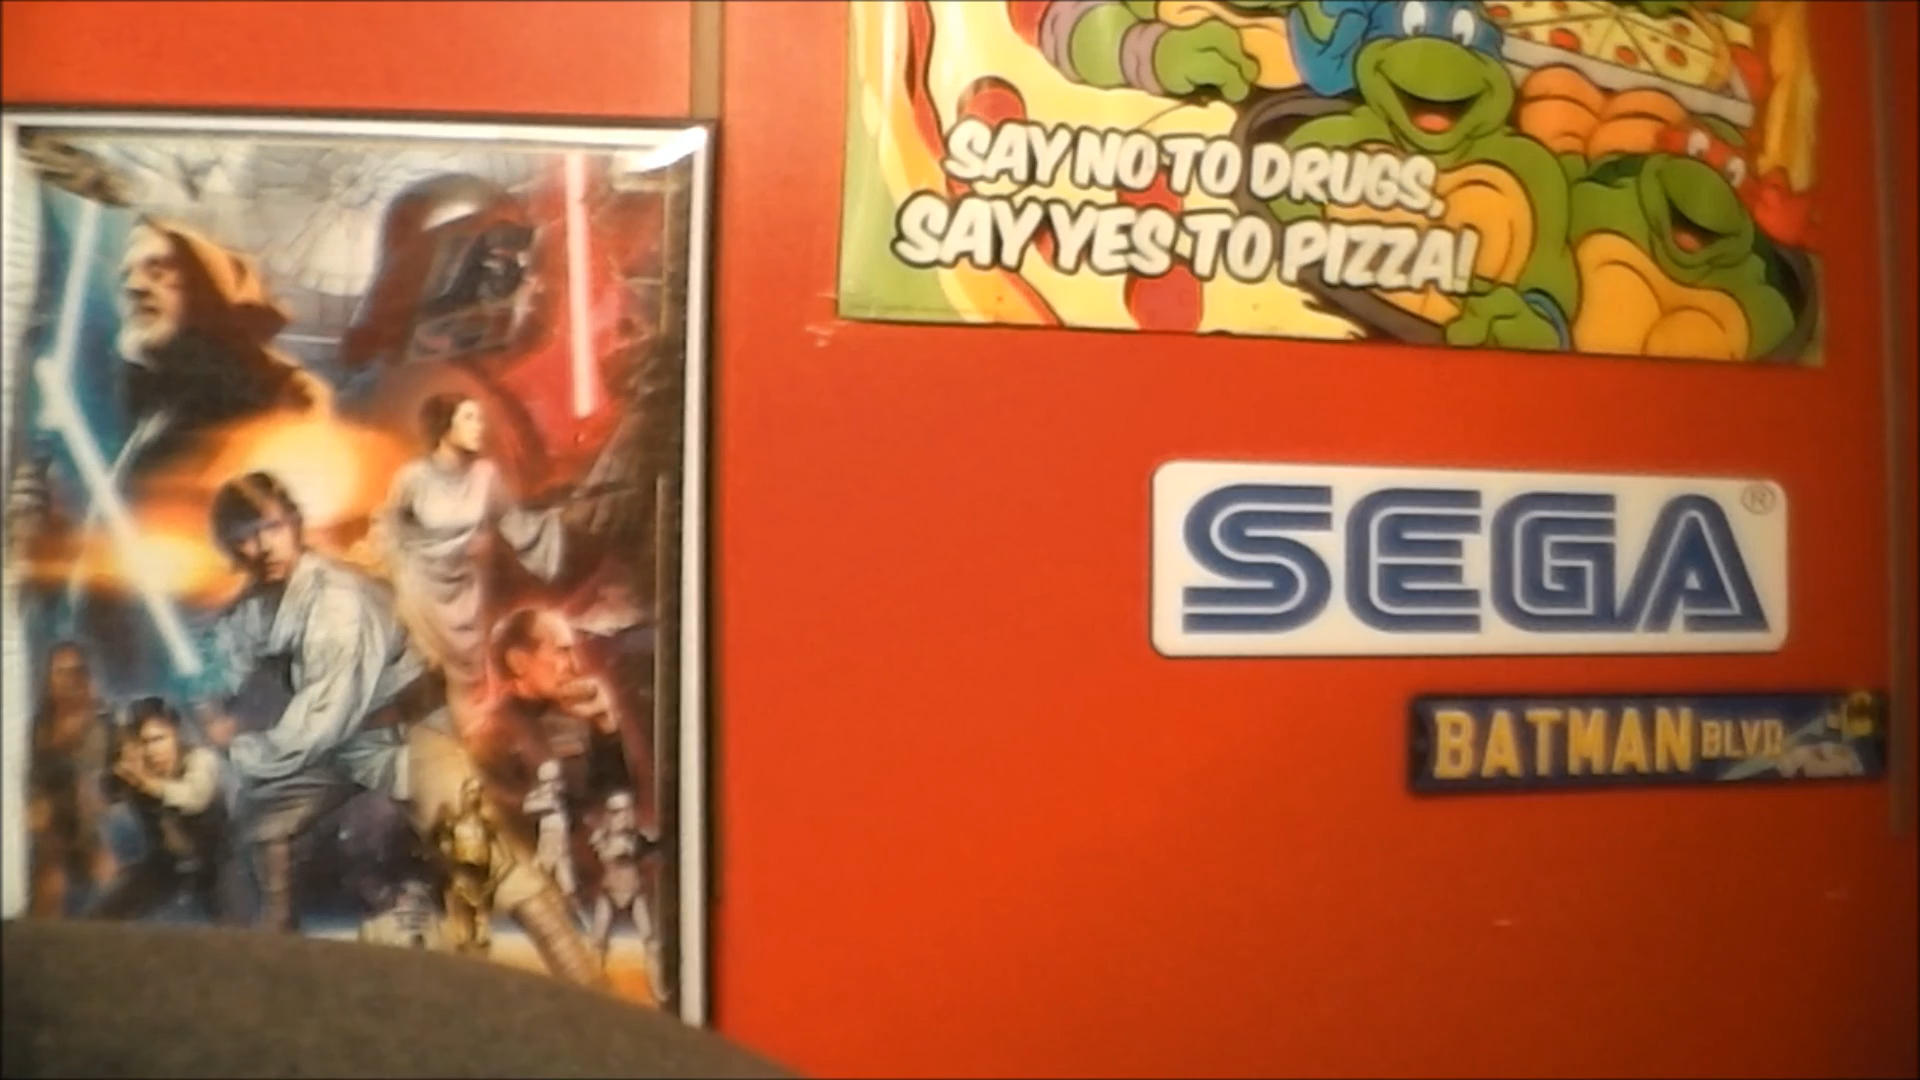 SAY NO TO DRUGS,
SAY YES TO PIZZA!
SEGA®
BATMAN BLVD